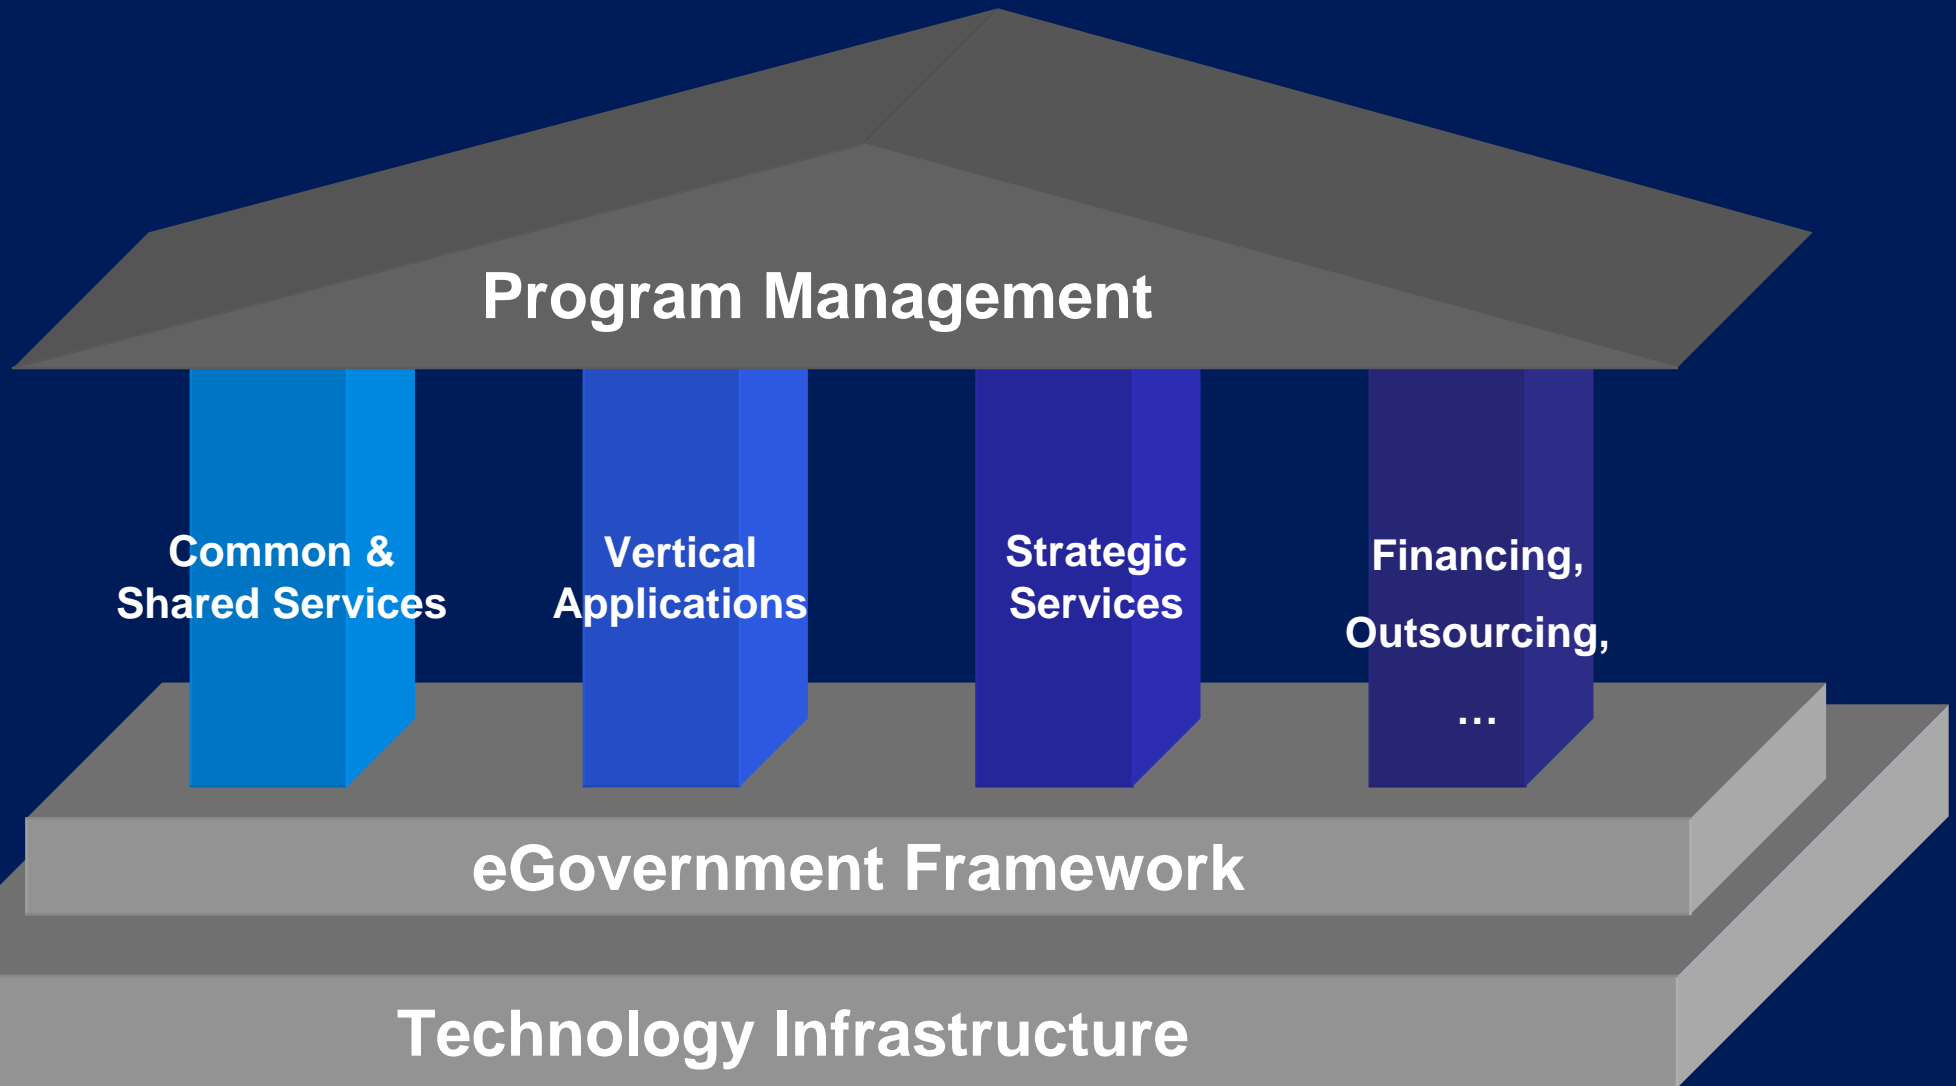 Program Management
Common &
Shared Services
Vertical
Applications
Strategic
Services
Financing,
Outsourcing,
…
eGovernment Framework
Technology Infrastructure